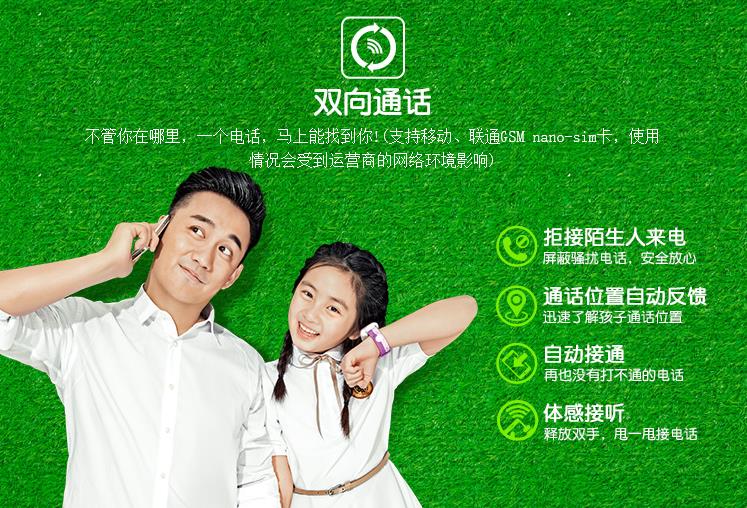 双向通话
不管你在哪里，一个电话，马上能找到你!(支持移动、联通GSM nano-sim卡，使用
情况会受到运营商的网络环境影响)
拒接陌生人来电
屏蔽骚扰电话，安全放心
通话位置自动反馈
迅速了解孩子通话位置
自动接通
再也没有打不通的电话
体感接听
释放双手，甩一甩接电话